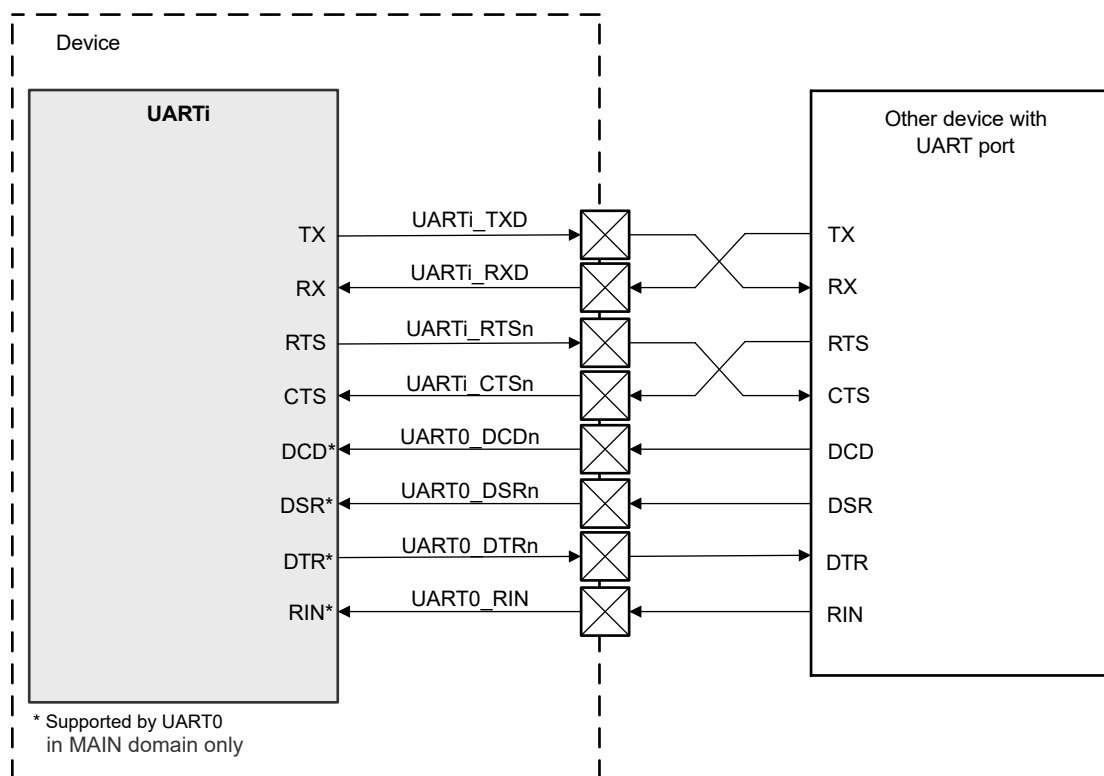 Device
UARTi
Other device with
UART port
TX
UARTi_TXD
TX
RX
UARTi_RXD
RX
RTS
UARTi_RTSn
RTS
CTS
UARTi_CTSn
CTS
DCD*
UART0_DCDn
DCD
DSR*
UART0_DSRn
DSR
DTR*
UART0_DTRn
DTR
RIN*
UART0_RIN
RIN
* Supported by UART0
in MAIN domain only